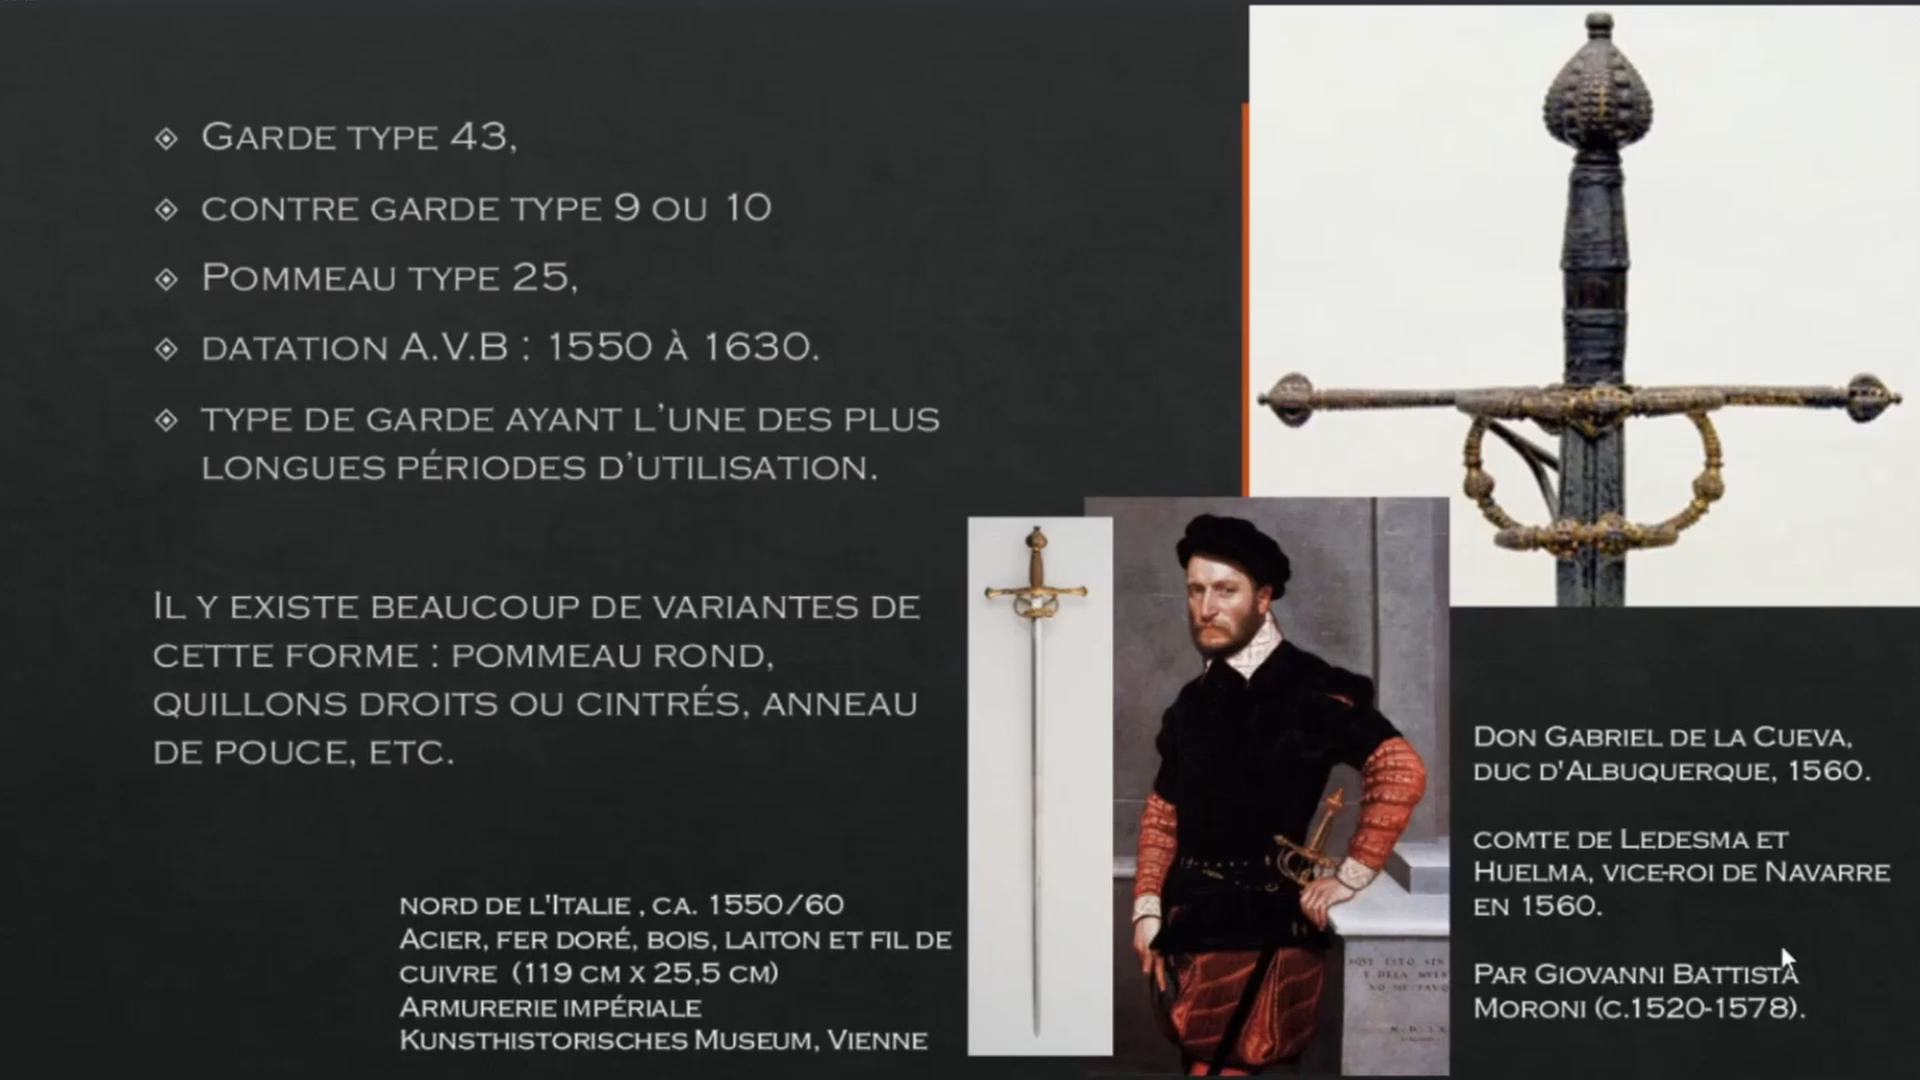 Garde type 43,
contre garde type 9 ou 10
Pommeau type 25,
datation A.V.B : 1550 à 1630.
type de garde ayant l'une des plus
longues périodes d'utilisation.
Il y existe beaucoup de variantes de
cette forme : pommeau rond,
quillons droits ou cintrés, anneau
de pouce, etc.
nord de l'Italie , ca. 1550/60
Acier, fer doré, bois, laiton et fil de
cuivre (119 cm x 25,5 cm)
Armurerie impériale
Kunsthistorisches Museum, Vienne
Don Gabriel de la Cueva,
duc d'Albuquerque, 1560.
comte de Ledesma et
Huelma, vice-roi de Navarre
en 1560.
Par Giovanni Battista
Moroni (c.1520-1578).